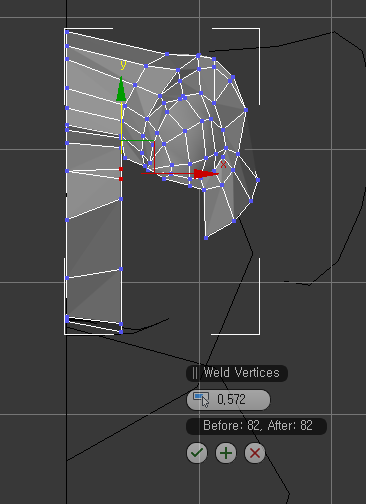 y
|| Weld Vertices
0,572
Before: 82, After: 82